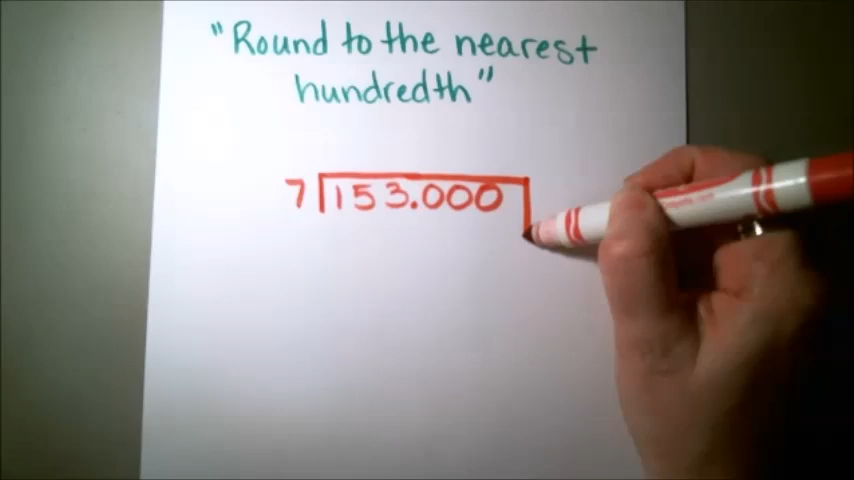 "Round to the nearest
hundredth"
7 153.000